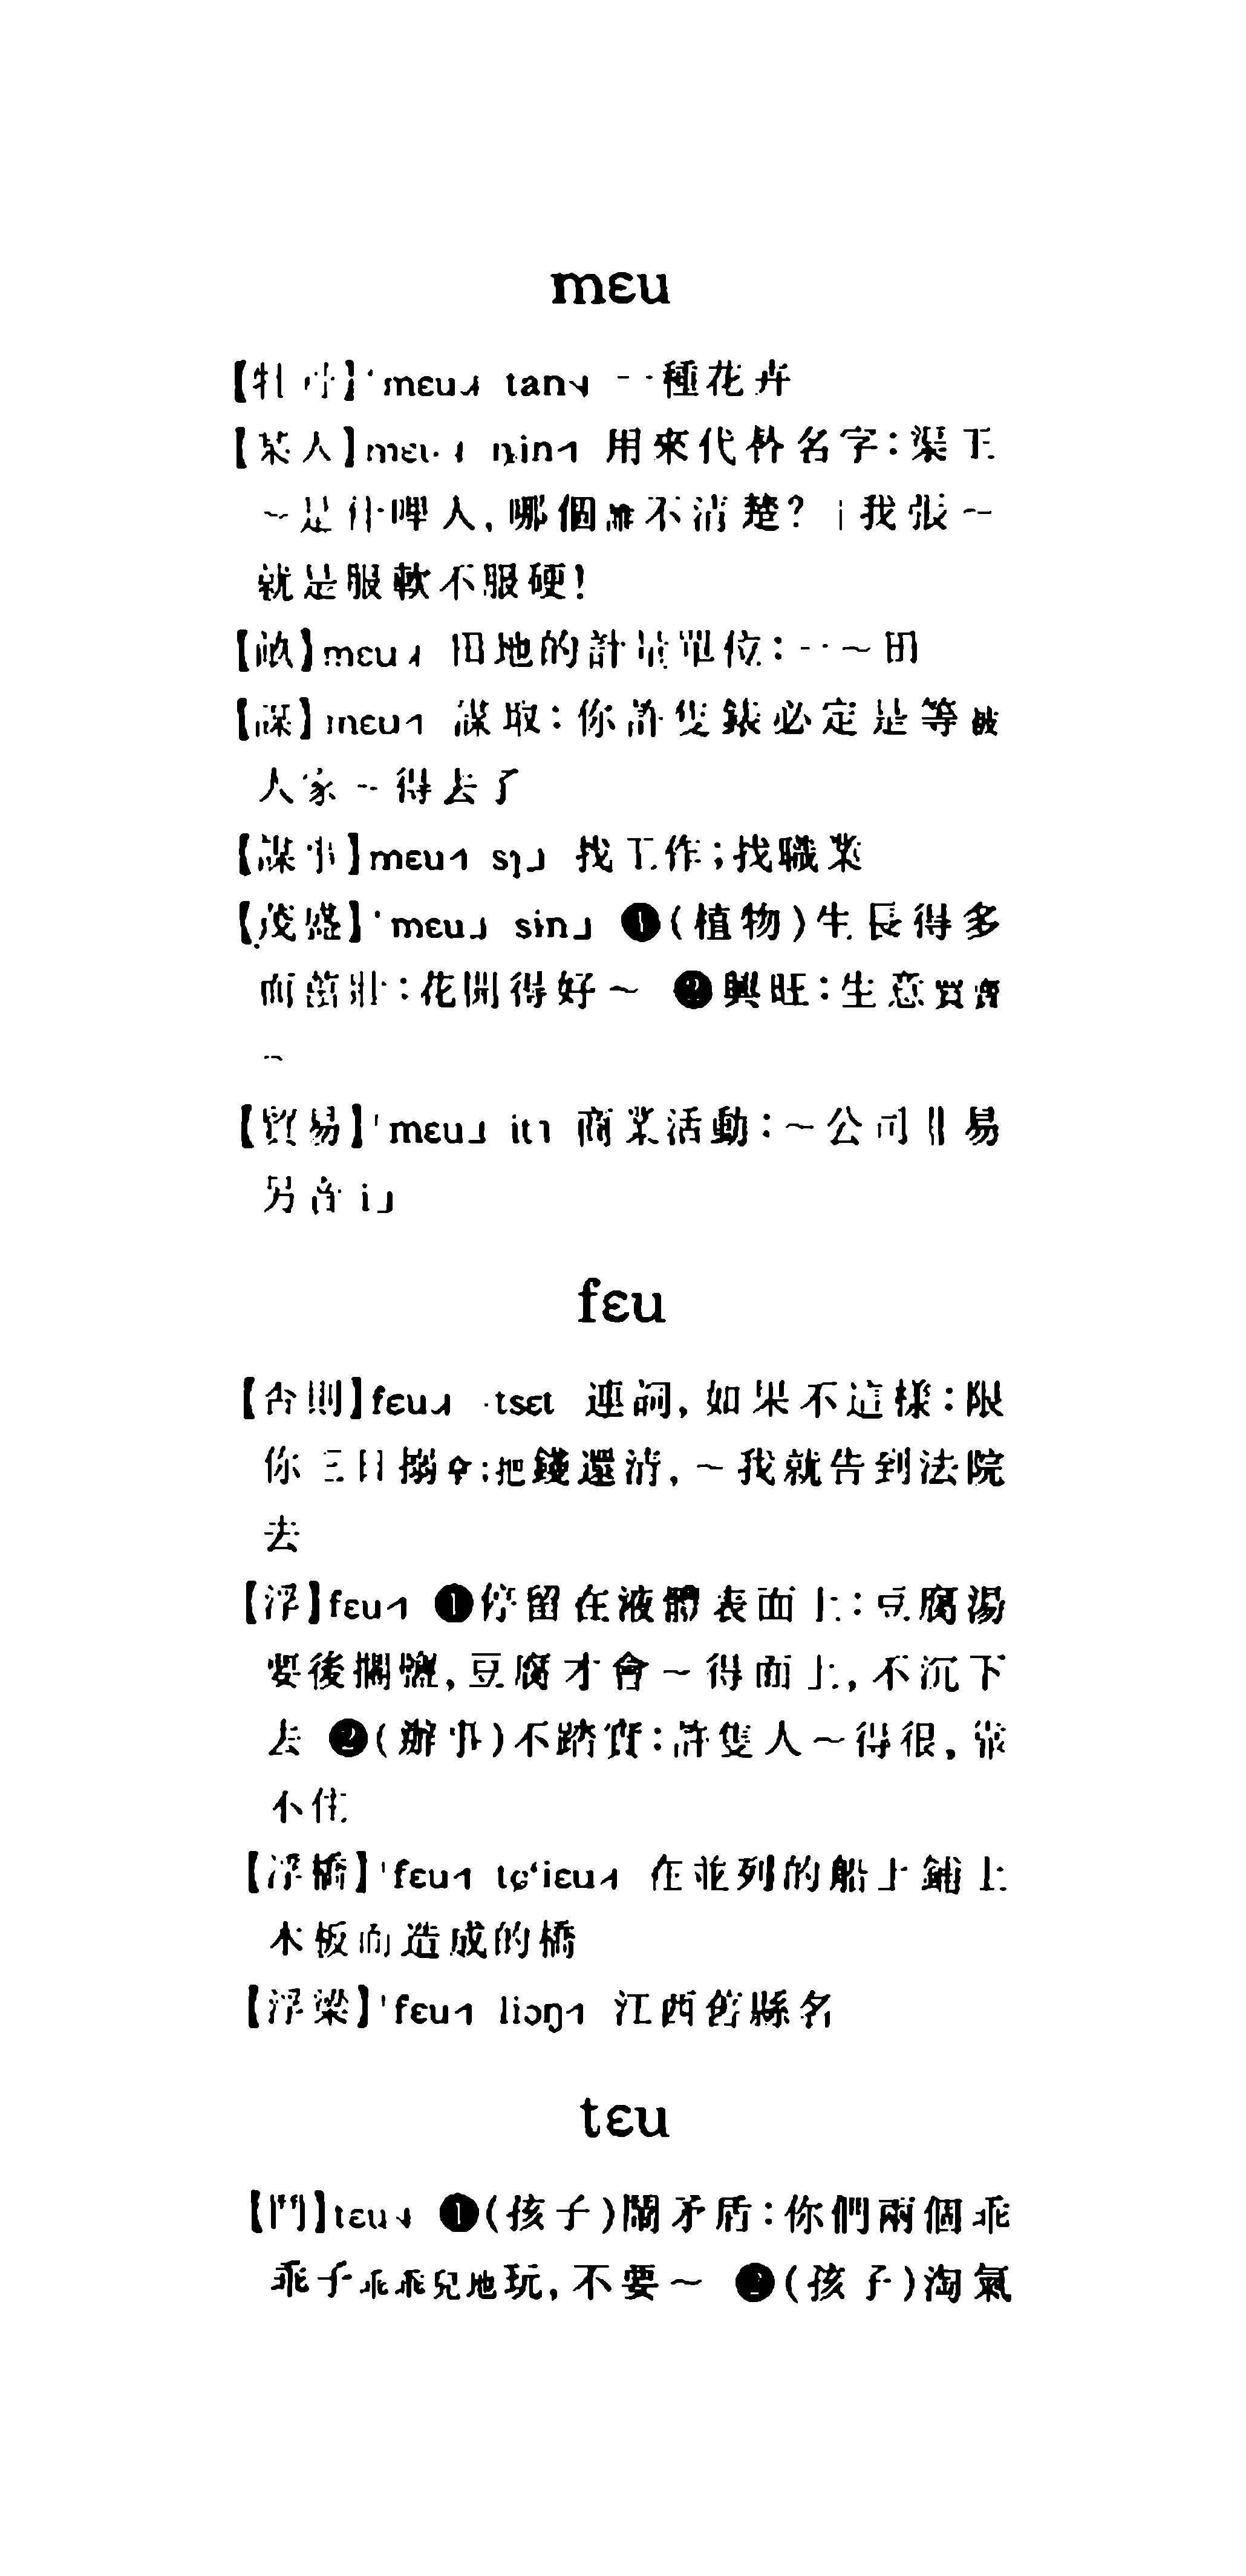 mɛu
【牡丹】ˈmɛu˩˧ tan˦˨ 一種花卉
【某人】mɛu˩˧ ȵin˧˥ 用來代替名字：渠王
～是什哩人，哪個誰不清楚？｜我張～
就是服軟不服硬！
【畝】mɛu˩˧ 田地的計量單位：一～田
【謀】mɛu˧˥ 謀取：你許隻錶必定是等被
人家～得去了
【謀事】mɛu˧˥ sɿ˩ 找工作；找職業
【茂盛】ˈmɛu˩ sin˩ ❶（植物）生長得多
而茁壯：花開得好～ ❷興旺：生意買賣
～
【貿易】ˈmɛu˩ it˥ 商業活動：～公司‖易
另音 i˩
fɛu
【否則】fɛu˩˧ ·tsɛt 連詞，如果不這樣：限
你三日搦（拿；把）錢還清，～我就告到法院
去
【浮】fɛu˧˥ ❶停留在液體表面上：豆腐湯
要後擱鹽，豆腐才會～得面上，不沉下
去 ❷（辦事）不踏實：許隻人～得很，靠
不住
【浮橋】ˈfɛu˧˥ tɕʻiɛu˩˧ 在並列的船上鋪上
木板而造成的橋
【浮梁】ˈfɛu˧˥ liɔŋ˧˥ 江西舊縣名
tɛu
【鬥】tɛu˦˨ ❶（孩子）鬧矛盾：你們兩個乖
乖子乖乖兒地玩，不要～ ❷（孩子）淘氣